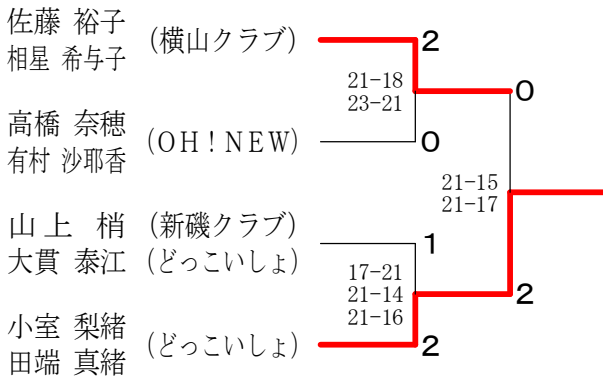 佐藤 裕子
相星 希与子
(横山クラブ)
2
21-18
23-21
0
高橋 奈穂
有村 沙耶香
(OH!NEW)
0
21-15
21-17
山上 梢
(新磯クラブ)
大貫 泰江
(どっこいしょ)
1
17-21
21-14
21-16
2
小室 梨緒
田端 真緒
(どっこいしょ)
2